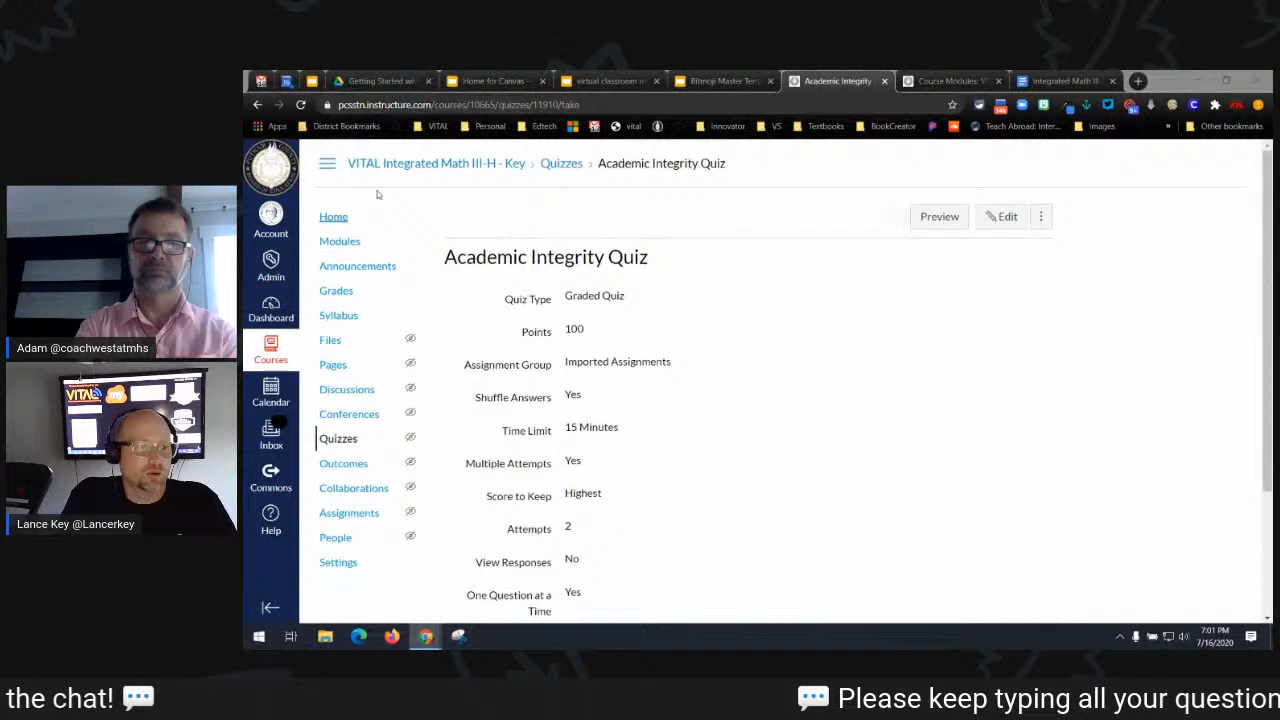 Getting Started wit
Home for Canvas
virtual classroom
Bitmoji Master Tem
Academic Integrity
Course Modules: V
Integrated Math II
pcsstn.instructure.com/courses/10665/quizzes/11910/take
Apps
District Bookmarks
VITAL
Personal
Edtech
vital
innovator
VS
Textbooks
BookCreator
Teach Abroad: Inter...
Images
»
Other bookmarks
VITAL Integrated Math III-H - Key › Quizzes › Academic Integrity Quiz
Account
Admin
Dashboard
Courses
Calendar
Inbox
Commons
Help
Home
Modules
Announcements
Grades
Syllabus
Files
Pages
Discussions
Conferences
Quizzes
Outcomes
Collaborations
Assignments
People
Settings
Preview
Edit
Academic Integrity Quiz
Quiz Type Graded Quiz
Points 100
Assignment Group Imported Assignments
Shuffle Answers Yes
Time Limit 15 Minutes
Multiple Attempts Yes
Score to Keep Highest
Attempts 2
View Responses No
One Question at a Time Yes
Adam @coachwestatmhs
VITAL
my
Lance Key @Lancerkey
7:01 PM
7/16/2020
the chat! 💬
💬 Please keep typing all your question